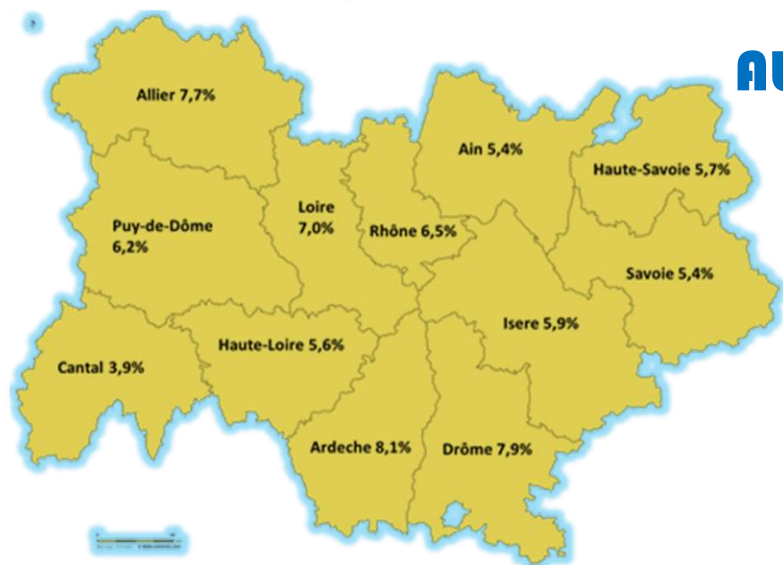 AU
Allier 7,7%
Ain 5,4%
Haute-Savoie 5,7%
Loire
7,0%
Puy-de-Dôme
6,2%
Rhône 6,5%
Savoie 5,4%
Isere 5,9%
Haute-Loire 5,6%
Cantal 3,9%
Ardeche 8,1%
Drôme 7,9%